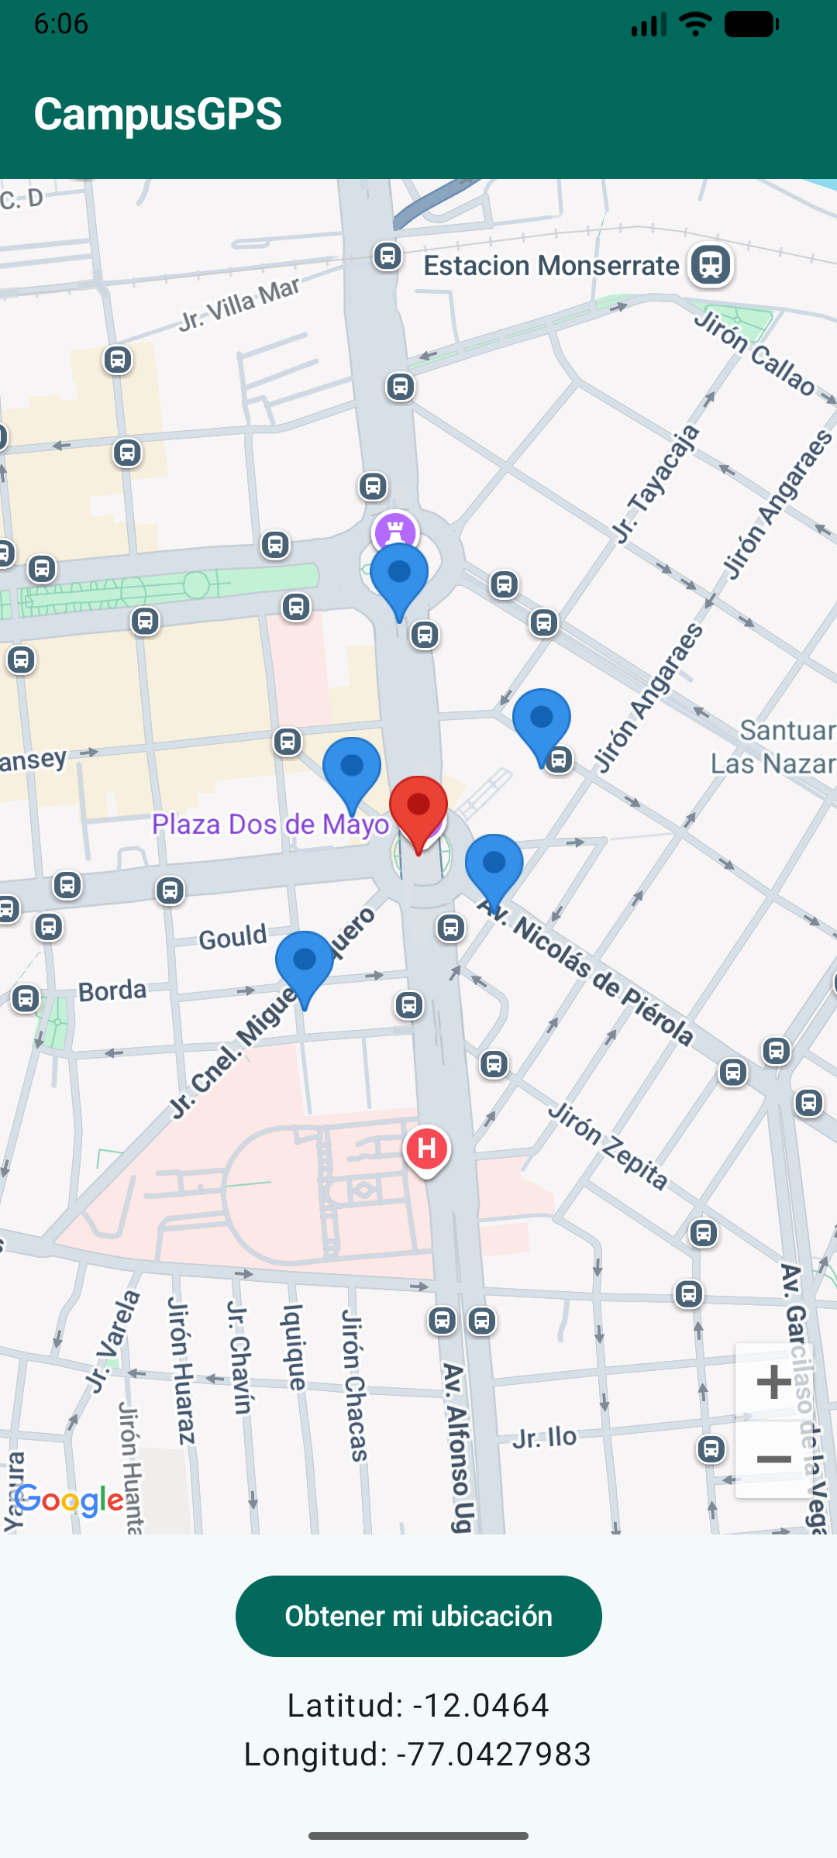 6:06
CampusGPS
C. D
Estacion Monserrate
Jr. Villa Mar
Jirón Callao
Jr. Tayacaja
Jirón Angaraes
Jirón Angaraes
Santuar
Las Nazar
ansey
Plaza Dos de Mayo
Av. Nicolás de Piérola
Gould
quero
Borda
Jr. Cnel. Migue
H
Jirón Zepita
Av. Garcilaso de la Vega
Jr. Varela
Jirón Huaraz
Jr. Chavín
Iquique
Jirón Chacas
Av. Alfonso Ug
Jirón Huanta
Jr. Ilo
+
−
Google
Obtener mi ubicación
Latitud: -12.0464
Longitud: -77.0427983